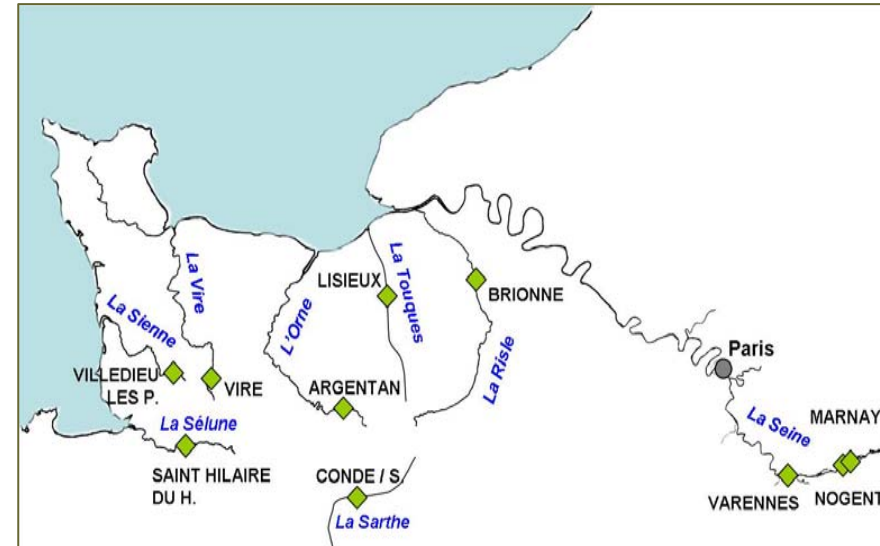 La Sienne
La Vire
L'Orne
LISIEUX
La Touques
BRIONNE
La Risle
Paris
La Seine
VILLEDIEU
LES P.
VIRE
ARGENTAN
MARNAY
La Sélune
SAINT HILAIRE
DU H.
CONDE / S.
La Sarthe
VARENNES
NOGENT